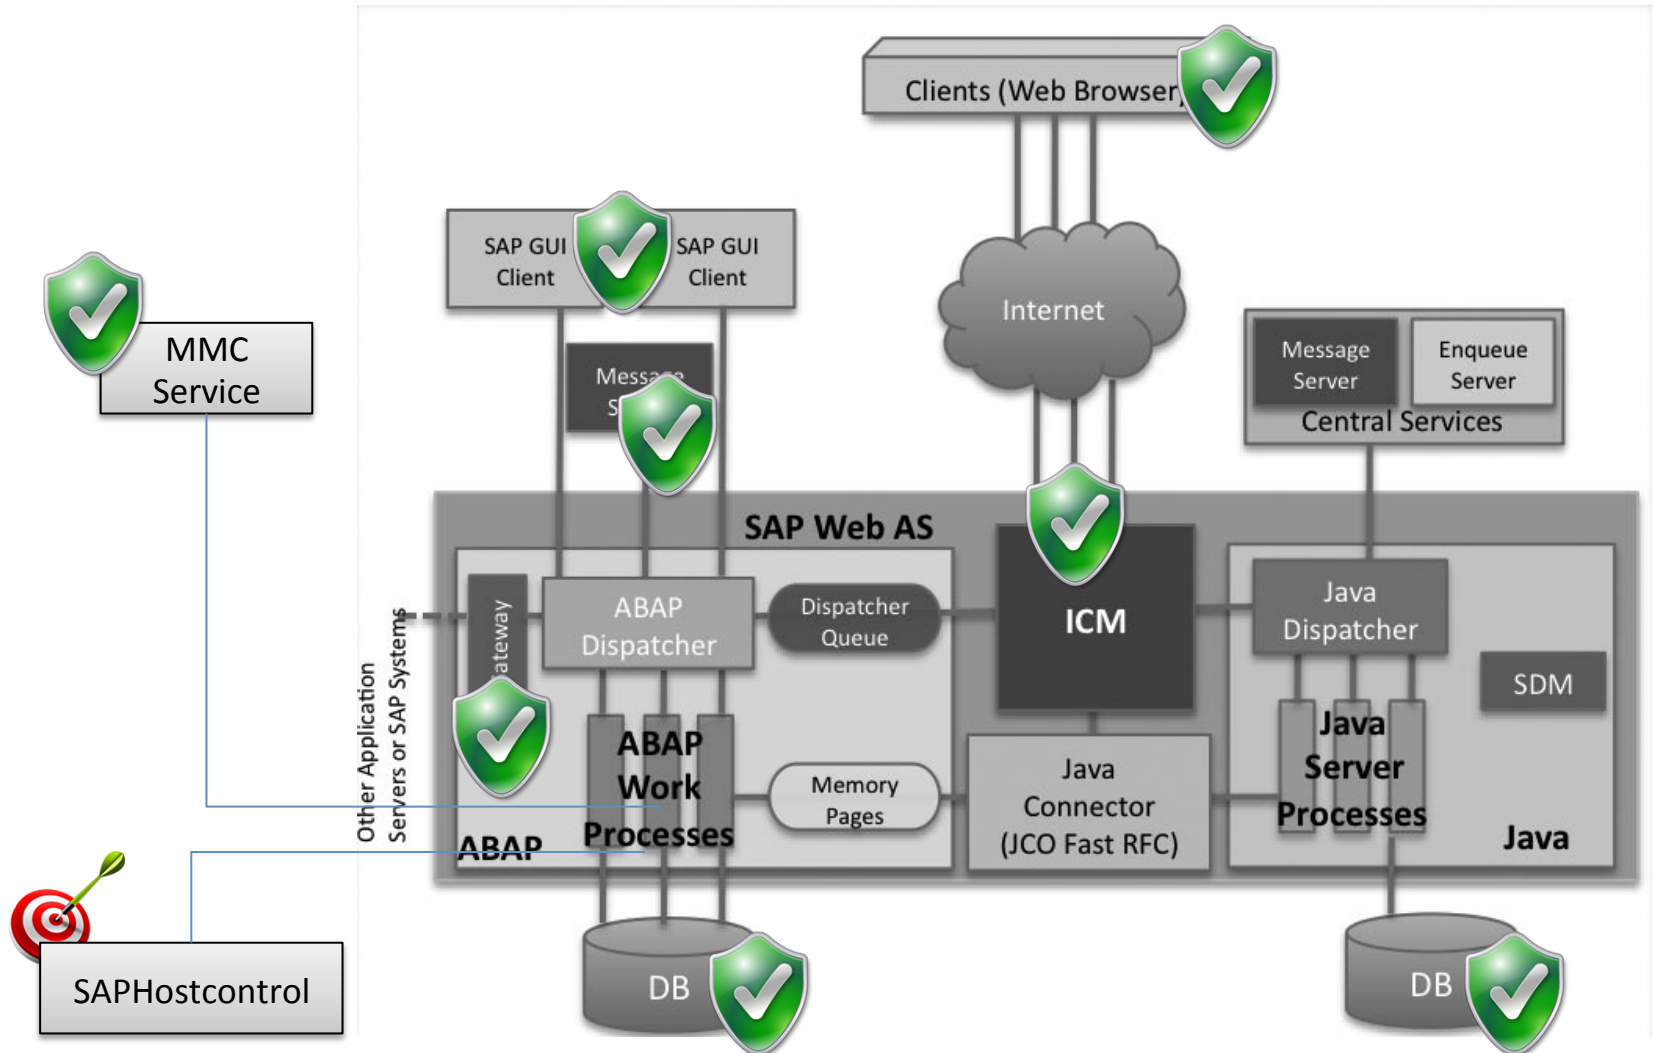 Clients (Web Browser)
SAP GUI
Client
SAP GUI
Client
MMC
Service
Internet
Message
Server
Enqueue
Server
Central Services
Message
SAP Web AS
Other Application
Servers or SAP Systems
ABAP
Dispatcher
Dispatcher
Queue
ICM
Java
Dispatcher
SDM
ABAP
Work
Processes
Memory
Pages
Java
Connector
(JCO Fast RFC)
Java
Server
Processes
ABAP
Java
SAPHostcontrol
DB
DB